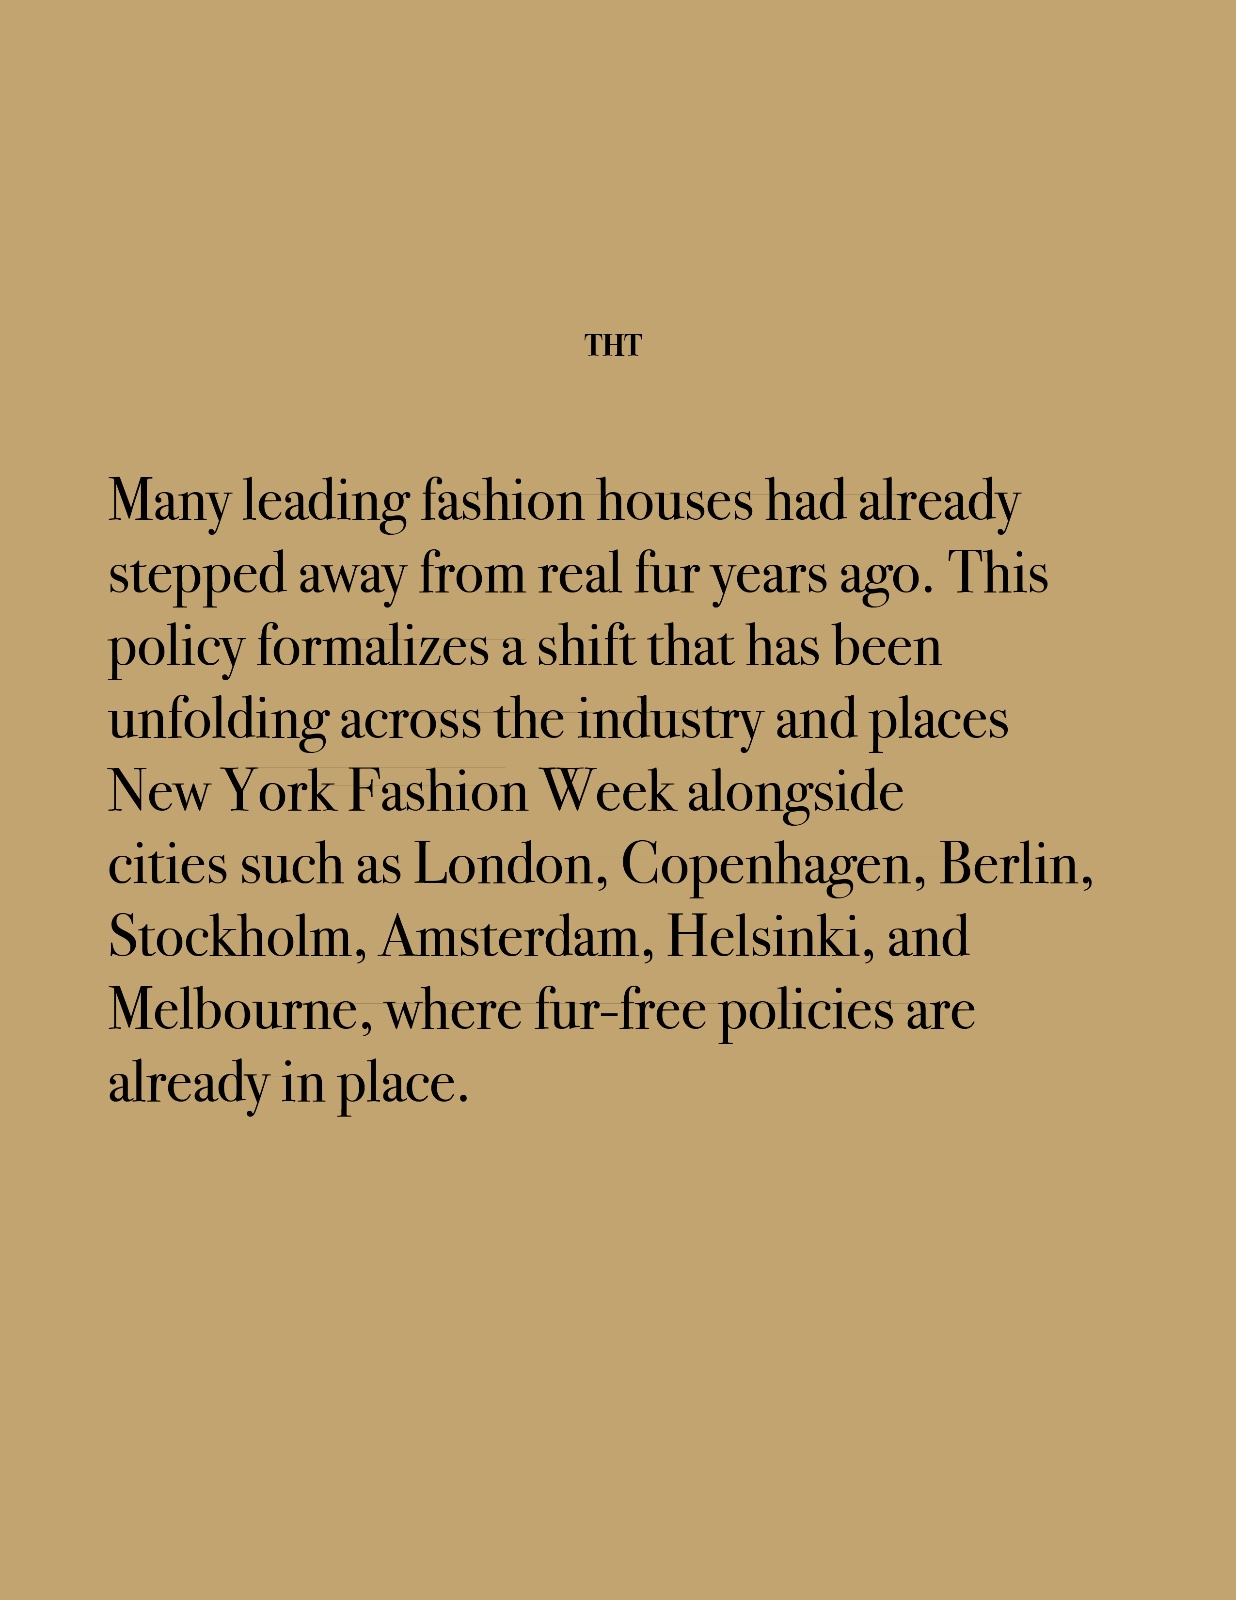 THT
Many leading fashion houses had already
stepped away from real fur years ago. This
policy formalizes a shift that has been
unfolding across the industry and places
New York Fashion Week alongside
cities such as London, Copenhagen, Berlin,
Stockholm, Amsterdam, Helsinki, and
Melbourne, where fur-free policies are
already in place.